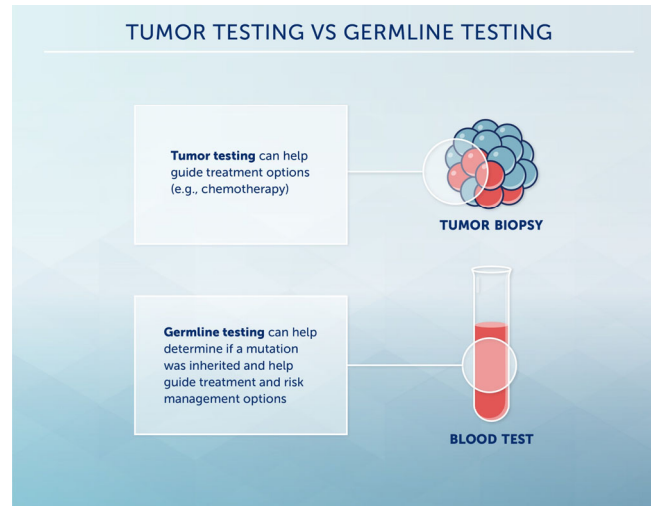 TUMOR TESTING VS GERMLINE TESTING
Tumor testing can help
guide treatment options
(e.g., chemotherapy)
TUMOR BIOPSY
Germline testing can help
determine if a mutation
was inherited and help
guide treatment and risk
management options
BLOOD TEST